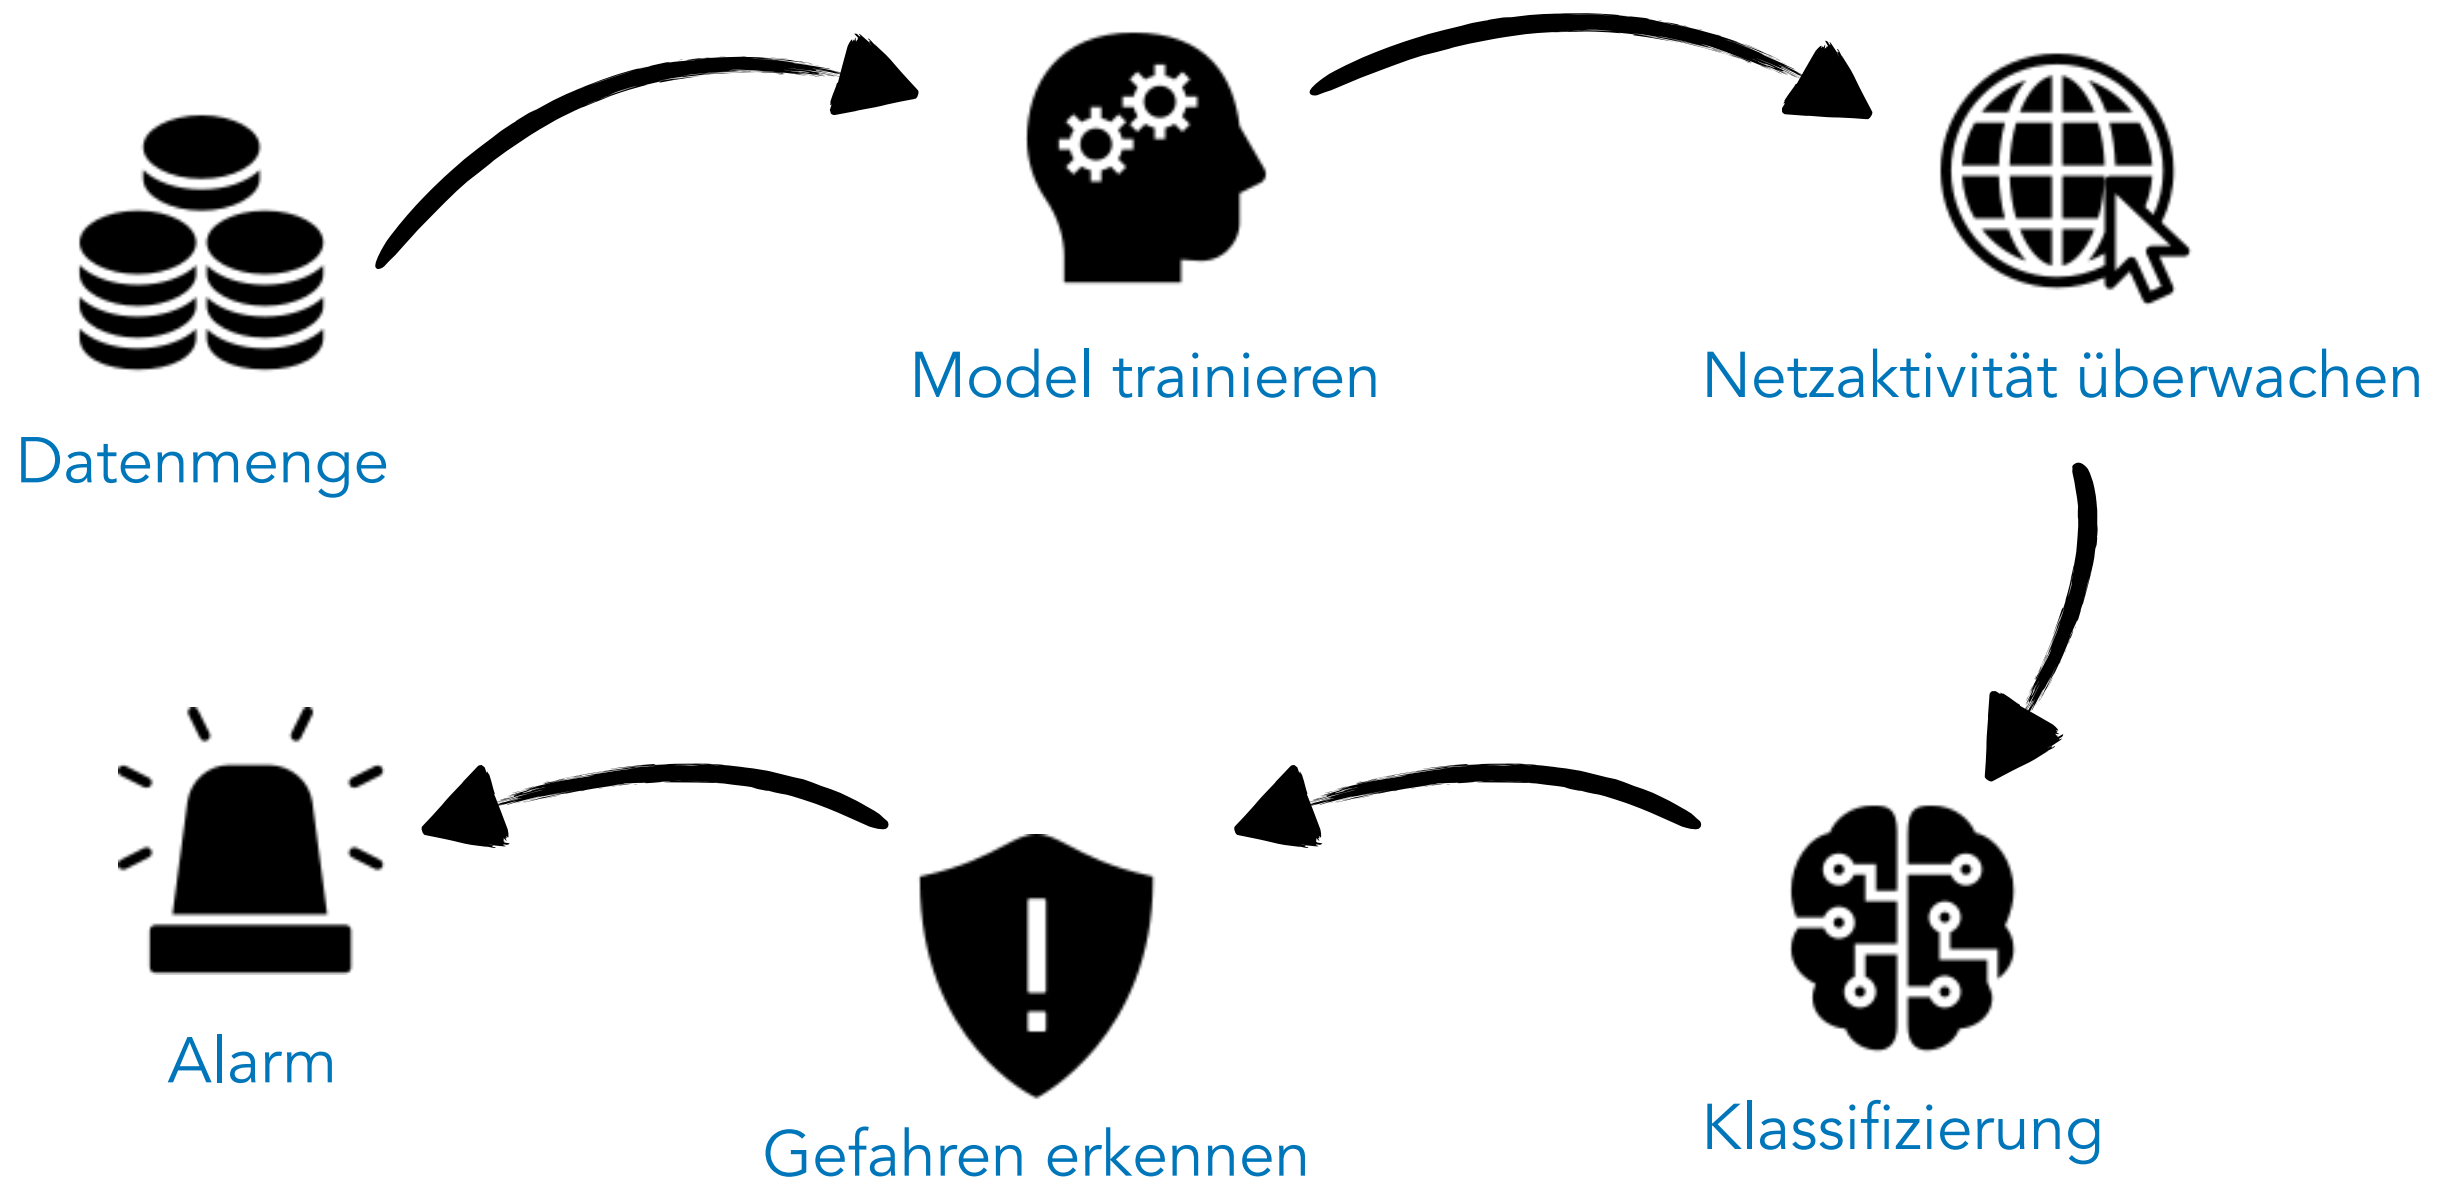 Datenmenge
Model trainieren
Netzaktivität überwachen
Klassifizierung
Gefahren erkennen
Alarm